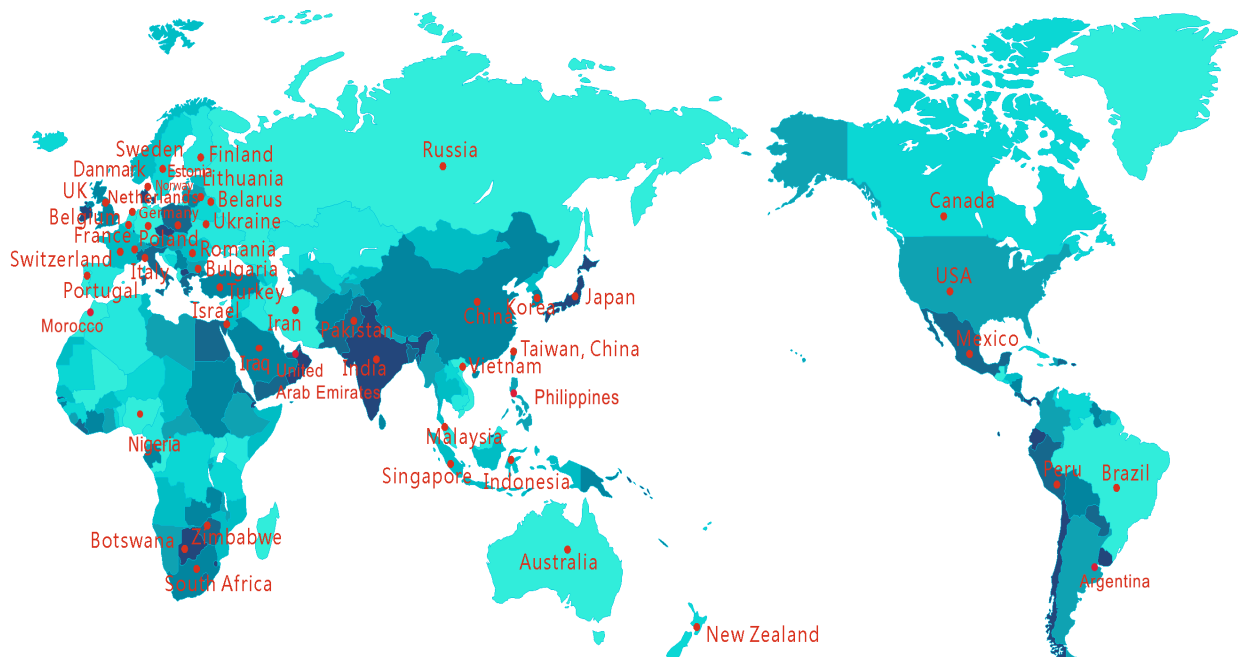 Russia
Sweden
Finland
Danmark
Estonia
Norway
Lithuania
UK
Netherlands
Belarus
Belgium
Germany
Ukraine
France
Poland
Romania
Switzerland
Italy
Bulgaria
Portugal
Turkey
Morocco
Israel
Iran
Pakistan
China
Korea
Japan
Iraq
United
Arab Emirates
India
Vietnam
Taiwan, China
Philippines
Nigeria
Malaysia
Singapore
Indonesia
Botswana
Zimbabwe
South Africa
Australia
New Zealand
Canada
USA
Mexico
Peru
Brazil
Argentina